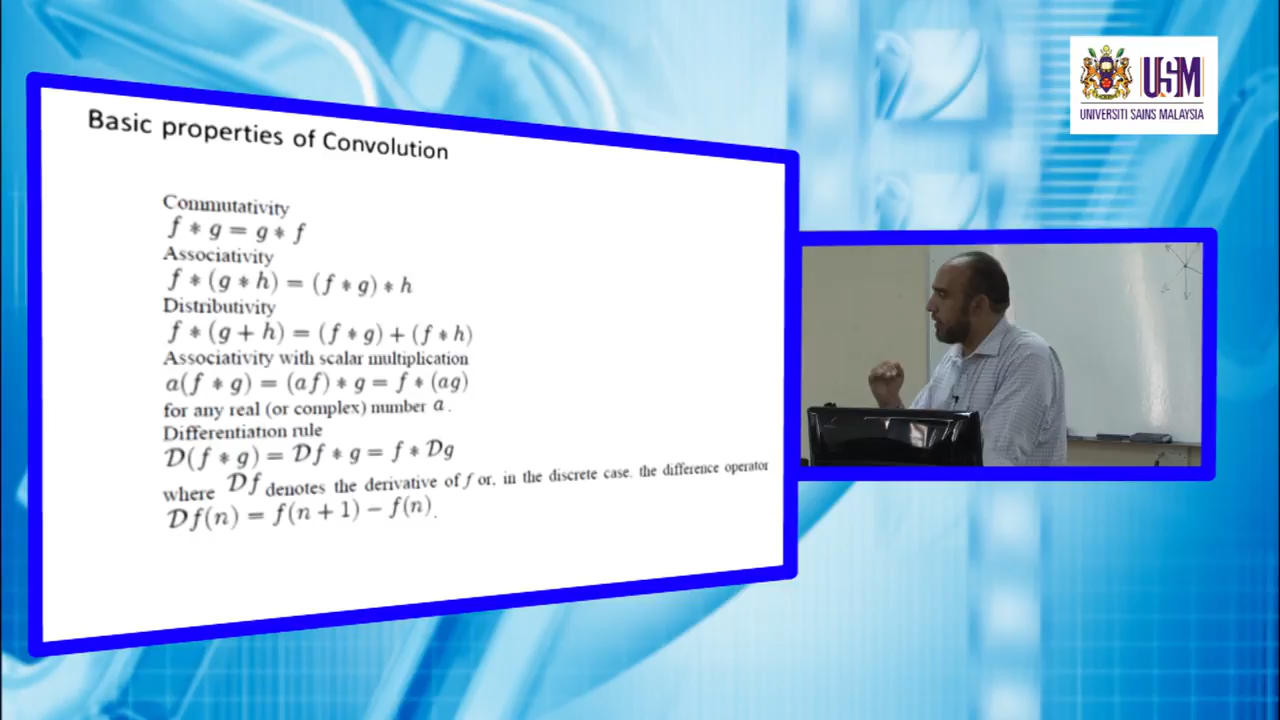 Basic properties of Convolution
Commutativity
f * g = g * f
Associativity
f * (g * h) = (f * g) * h
Distributivity
f * (g + h) = (f * g) + (f * h)
Associativity with scalar multiplication
a(f * g) = (af) * g = f * (ag)
for any real (or complex) number a.
Differentiation rule
D(f * g) = Df * g = f * Dg
where Df denotes the derivative of f or, in the discrete case, the difference operator
Df(n) = f(n + 1) − f(n).
USM
UNIVERSITI SAINS MALAYSIA